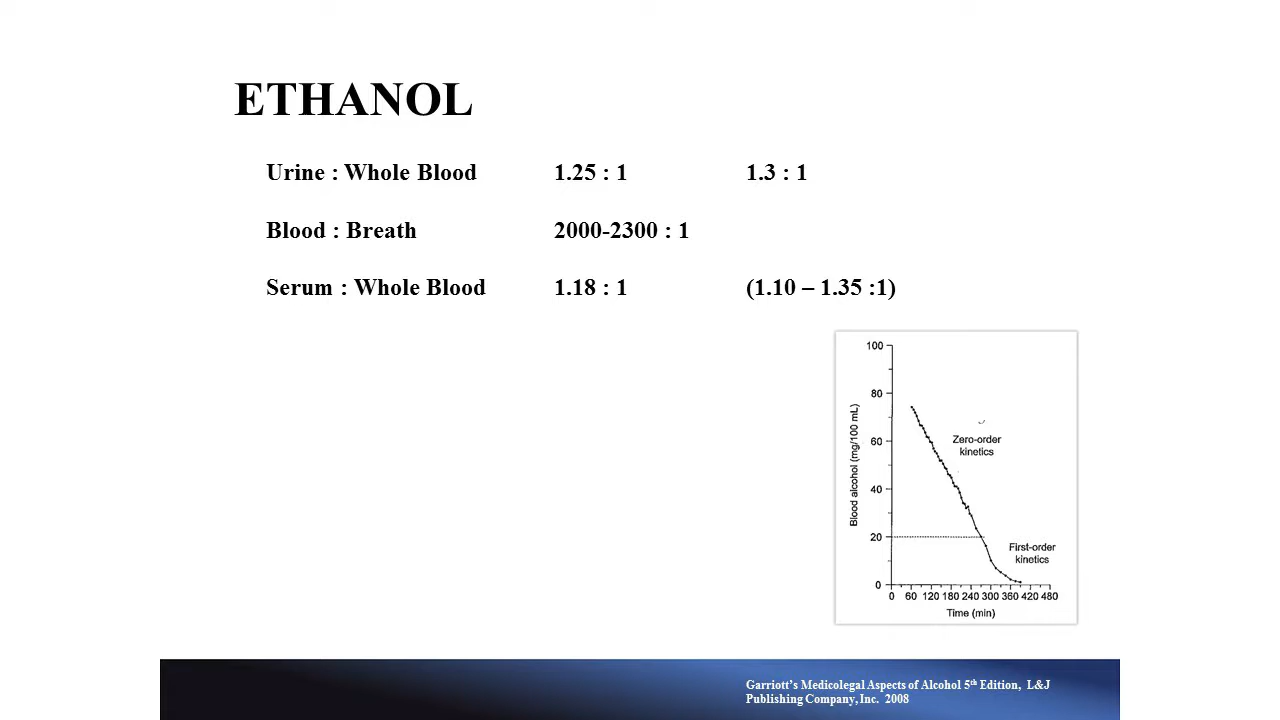 ETHANOL
Urine : Whole Blood 1.25 : 1 1.3 : 1
Blood : Breath 2000-2300 : 1
Serum : Whole Blood 1.18 : 1 (1.10 – 1.35 :1)
100
80
60
40
20
0
Blood alcohol (mg/100 mL)
Zero-order
kinetics
First-order
kinetics
0 60 120 180 240 300 360 420 480
Time (min)
Garriott's Medicolegal Aspects of Alcohol 5th Edition, L&J
Publishing Company, Inc. 2008